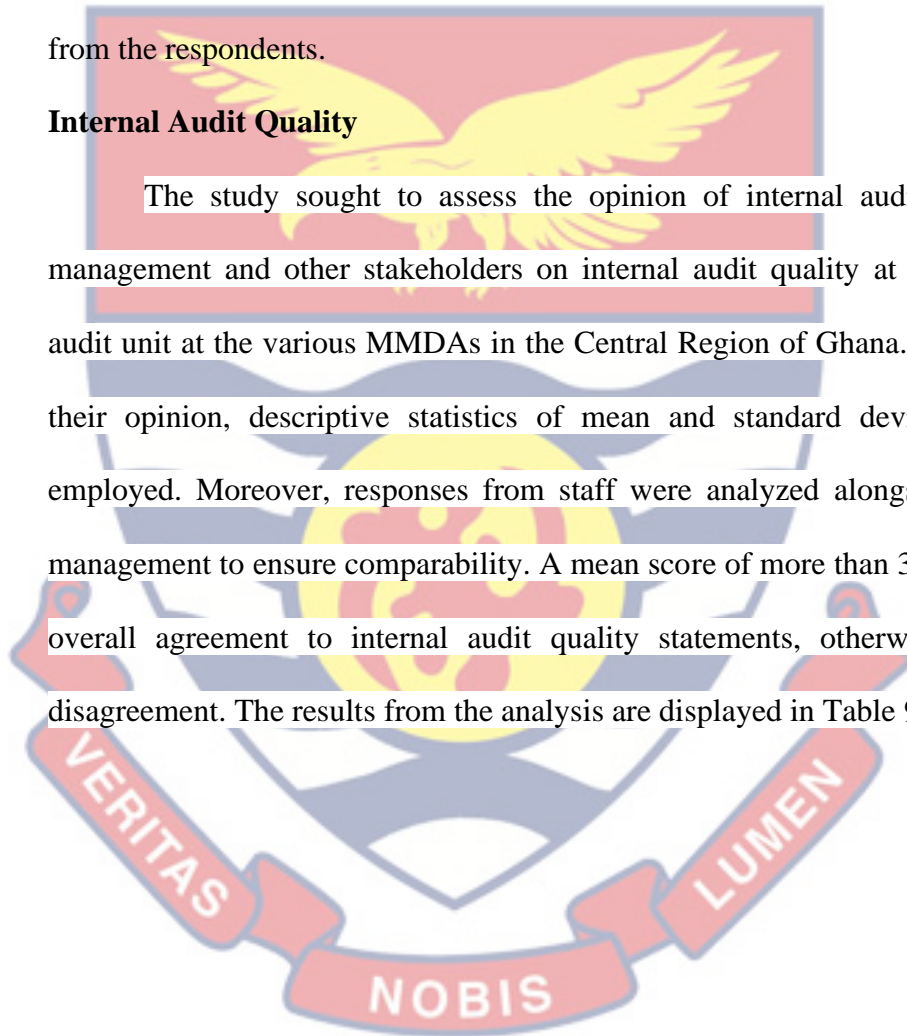 from the respondents.
Internal Audit Quality
The study sought to assess the opinion of internal audi
management and other stakeholders on internal audit quality at
audit unit at the various MMDAs in the Central Region of Ghana.
their opinion, descriptive statistics of mean and standard devi
employed. Moreover, responses from staff were analyzed alongs
management to ensure comparability. A mean score of more than 3
overall agreement to internal audit quality statements, otherw
disagreement. The results from the analysis are displayed in Table 9
VERITAS
NOBIS
LUMEN